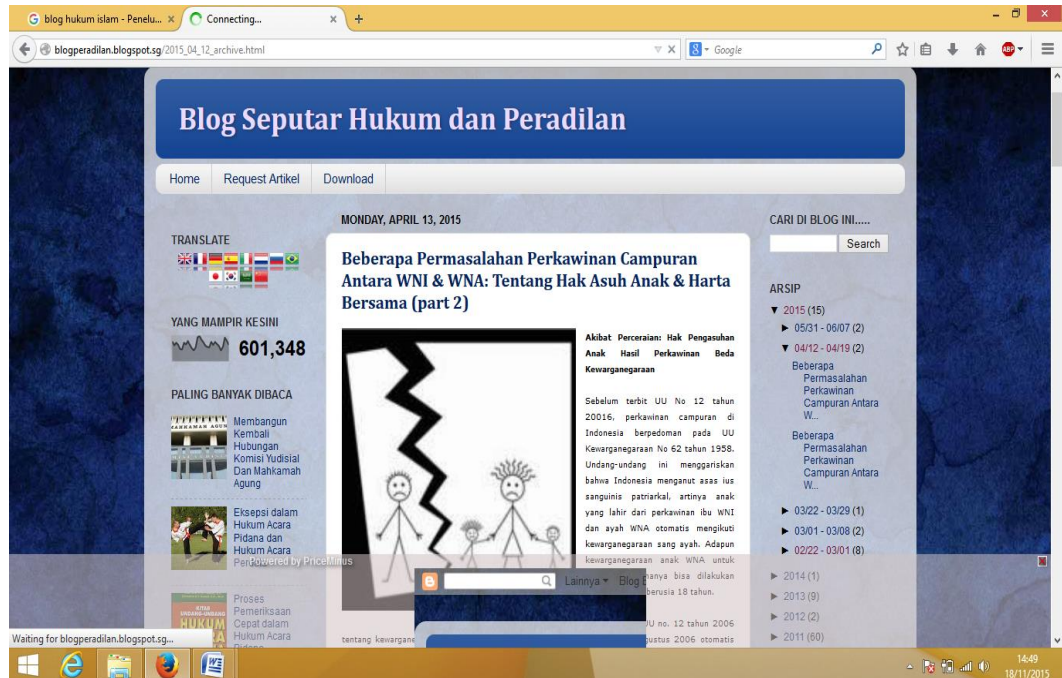 blog hukum islam - Penelu...
Connecting...
blogperadilan.blogspot.sg/2015_04_12_archive.html
Google
ABP
Blog Seputar Hukum dan Peradilan
Home
Request Artikel
Download
TRANSLATE
YANG MAMPIR KESINI
601,348
PALING BANYAK DIBACA
Membangun
Kembali
Hubungan
Komisi Yudisial
Dan Mahkamah
Agung
Eksepsi dalam
Hukum Acara
Pidana dan
Hukum Acara
Powered by PriceMinus
Proses
Pemeriksaan
Cepat dalam
Hukum Acara
MONDAY, APRIL 13, 2015
Beberapa Permasalahan Perkawinan Campuran
Antara WNI & WNA: Tentang Hak Asuh Anak & Harta
Bersama (part 2)
Akibat Perceraian: Hak Pengasuhan
Anak Hasil Perkawinan Beda
Kewarganegaraan
Sebelum terbit UU No 12 tahun
20016, perkawinan campuran di
Indonesia berpedoman pada UU
Kewarganegaraan No 62 tahun 1958.
Undang-undang ini menggariskan
bahwa Indonesia menganut asas ius
sanguinis patriarkal, artinya anak
yang lahir dari perkawinan ibu WNI
dan ayah WNA otomatis mengikuti
kewarganegaraan sang ayah. Adapun
kewarganegaraan anak WNA untuk
hanya bisa dilakukan
berusia 18 tahun.
UU no. 12 tahun 2006
tentang
otomatis
Lainnya
Blog
CARI DI BLOG INI.....
Search
ARSIP
▼ 2015 (15)
► 05/31 - 06/07 (2)
▼ 04/12 - 04/19 (2)
Beberapa
Permasalahan
Perkawinan
Campuran Antara
W...
Beberapa
Permasalahan
Perkawinan
Campuran Antara
W...
► 03/22 - 03/29 (1)
► 03/01 - 03/08 (2)
► 02/22 - 03/01 (8)
► 2014 (1)
► 2013 (9)
► 2012 (2)
► 2011 (60)
Waiting for blogperadilan.blogspot.sg...
14:49
18/11/2015